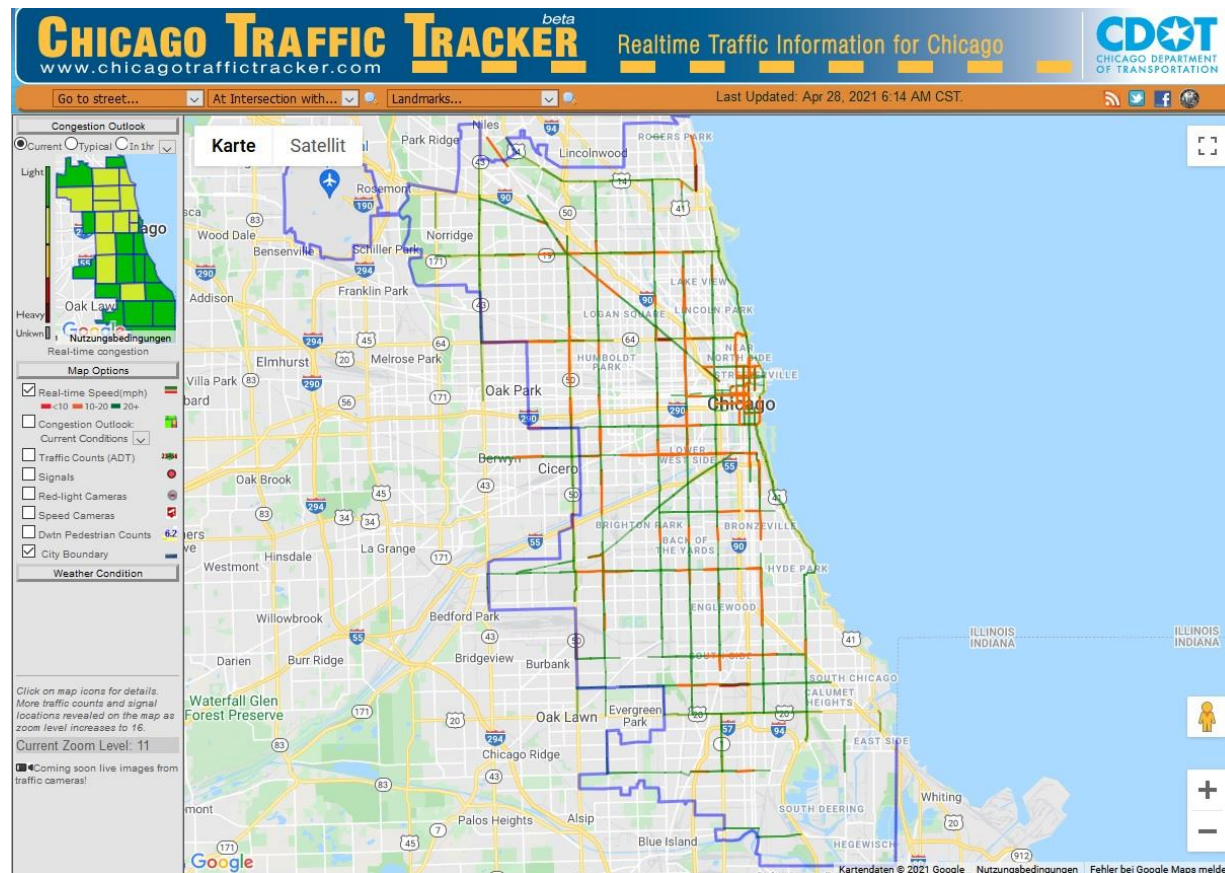 CHICAGO TRAFFIC TRACKER beta
www.chicagotraffictracker.com
Realtime Traffic Information for Chicago
CDOT
CHICAGO DEPARTMENT
OF TRANSPORTATION
Go to street... At Intersection with... Landmarks... Last Updated: Apr 28, 2021 6:14 AM CST.
Congestion Outlook
Current Typical In 1hr
Light
Heavy
Unkwn
ago
Oak Law
Google
Nutzungsbedingungen
Real-time congestion
Map Options
Real-time Speed(mph)
<10 10-20 20+
Congestion Outlook:
Current Conditions
Traffic Counts (ADT)
Signals
Red-light Cameras
Speed Cameras
Dwtn Pedestrian Counts 6.2
City Boundary
Weather Condition
Click on map icons for details.
More traffic counts and signal
locations revealed on the map as
zoom level increases to 16.
Current Zoom Level: 11
Coming soon live images from
traffic cameras!
Karte Satellit
Niles
Park Ridge
Lincolnwood
ROGERS PARK
Rosemont
Wood Dale
Bensenville
Schiller Park
Norridge
Addison
Franklin Park
LAKE VIEW
LOGAN SQUARE
LINCOLN PARK
Elmhurst
Melrose Park
HUMBOLDT
PARK
NEAR
NORTH SIDE
STREETERVILLE
Villa Park
Oak Park
Chicago
Berwyn
Cicero
LOWER
WEST SIDE
Oak Brook
BRIGHTON PARK
BRONZEVILLE
BACK OF
THE YARDS
Hinsdale
La Grange
Westmont
HYDE PARK
ENGLEWOOD
Willowbrook
Bedford Park
Darien
Burr Ridge
Bridgeview
Burbank
SOUTH SIDE
ILLINOIS
INDIANA
ILLINOIS
INDIANA
SOUTH CHICAGO
CALUMET
HEIGHTS
Waterfall Glen
Forest Preserve
Oak Lawn
Evergreen
Park
EAST SIDE
Chicago Ridge
Whiting
SOUTH DEERING
Palos Heights
Alsip
Blue Island
HEGEWISCH
Google
Kartendaten © 2021 Google Nutzungsbedingungen Fehler bei Google Maps melde